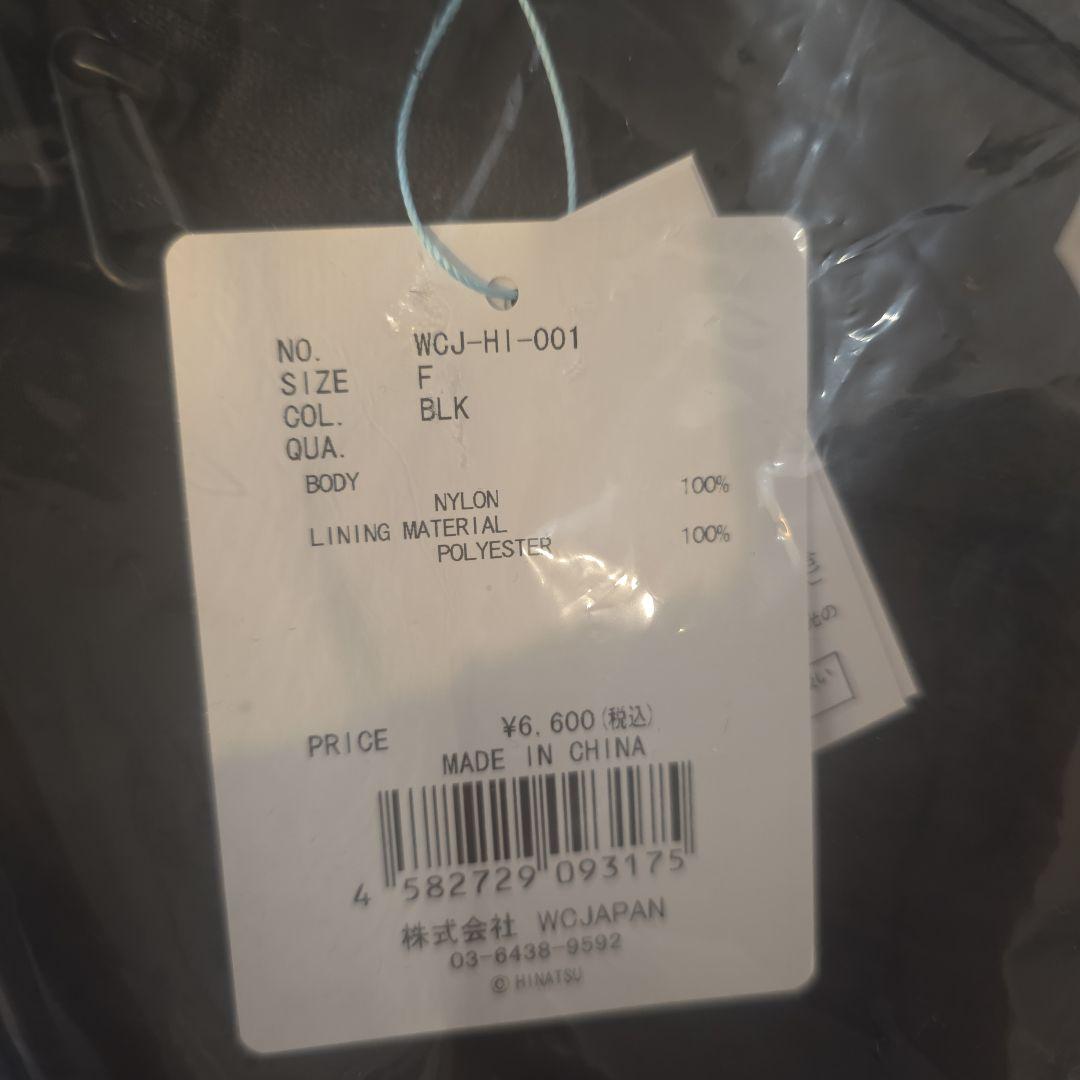 NO. WCJ-HI-001
SIZE F
COL. BLK
QUA.
BODY
NYLON 100%
LINING MATERIAL
POLYESTER 100%
PRICE ¥6,600(税込)
MADE IN CHINA
4 582729 093175
株式会社 WCJAPAN
03-6438-9592
© HINATSU